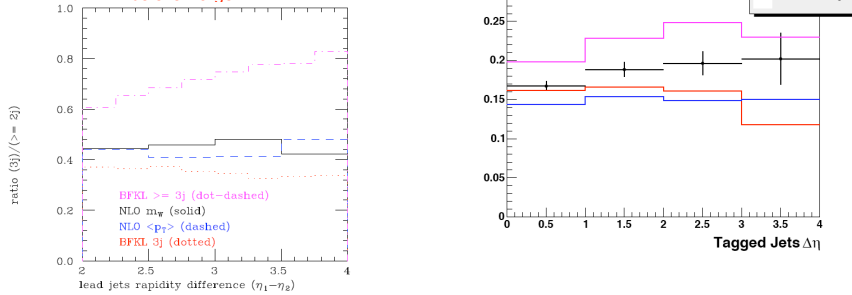 1.0
0.8
0.6
0.4
0.2
0.0
ratio (3j)/(>= 2j)
BFKL >= 3j (dot-dashed)
NLO m_W (solid)
NLO <p_T> (dashed)
BFKL 3j (dotted)
2 2.5 3 3.5 4
lead jets rapidity difference (η₁−η₂)
0.25
0.2
0.15
0.1
0.05
0
0 0.5 1 1.5 2 2.5 3 3.5 4
Tagged Jets Δη